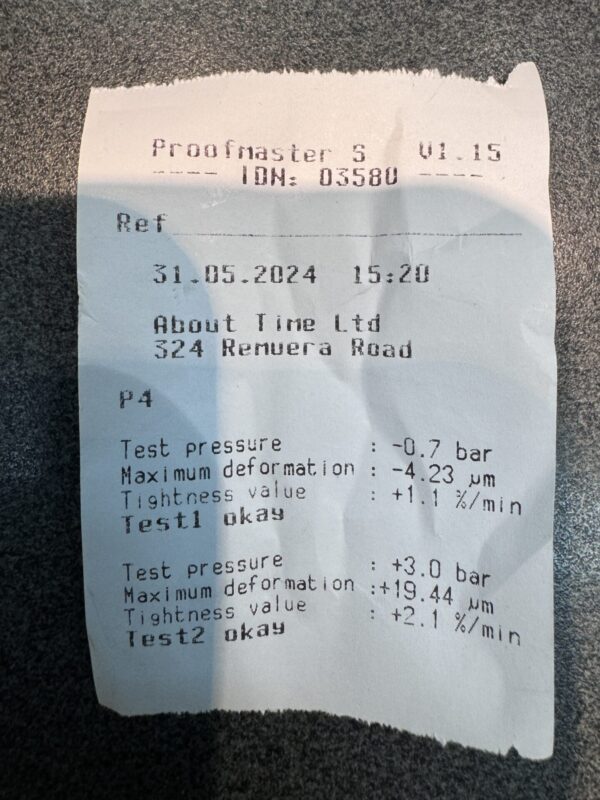 Proofmaster S V1.15
---- IDN: 03580 ----
Ref
31.05.2024 15:20
About Time Ltd
324 Remuera Road
P4
Test pressure : -0.7 bar
Maximum deformation : -4.23 µm
Tightness value : +1.1 %/min
Test1 okay
Test pressure : +3.0 bar
Maximum deformation :+19.44 µm
Tightness value : +2.1 %/min
Test2 okay